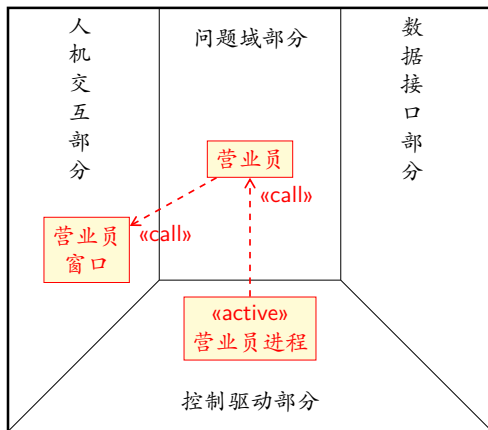 人机交互部分
问题域部分
数据接口部分
营业员
«call»
«call»
营业员
窗口
«active»
营业员进程
控制驱动部分